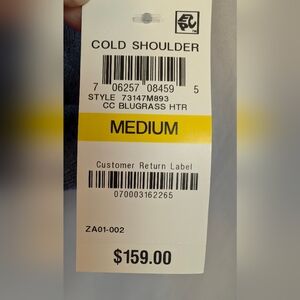 COLD SHOULDER
7 06257 08459 5
STYLE 73147M893
CC BLUGRASS HTR
MEDIUM
Customer Return Label
070003162265
ZA01-002
$159.00